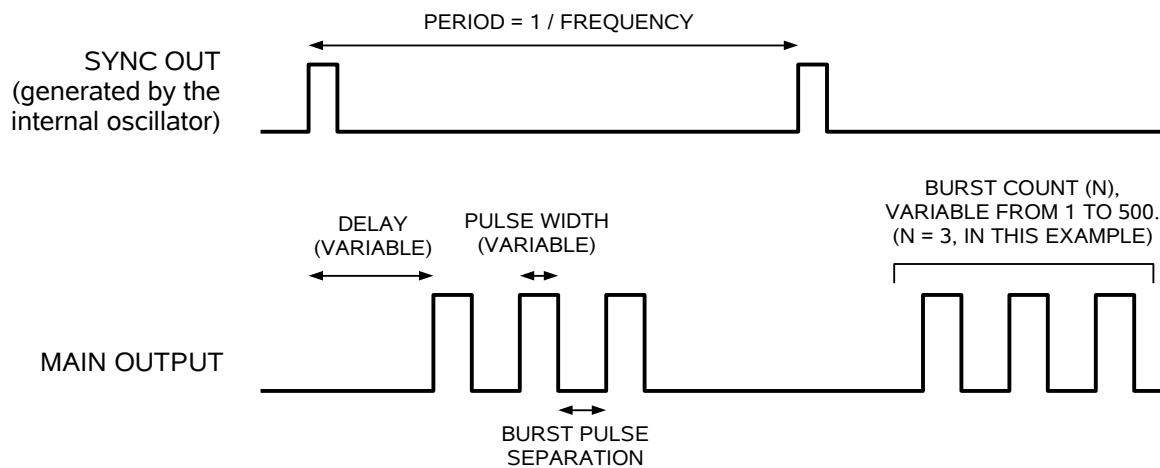 PERIOD = 1 / FREQUENCY
SYNC OUT
(generated by the
internal oscillator)
BURST COUNT (N),
VARIABLE FROM 1 TO 500.
(N = 3, IN THIS EXAMPLE)
DELAY
(VARIABLE)
PULSE WIDTH
(VARIABLE)
MAIN OUTPUT
BURST PULSE
SEPARATION